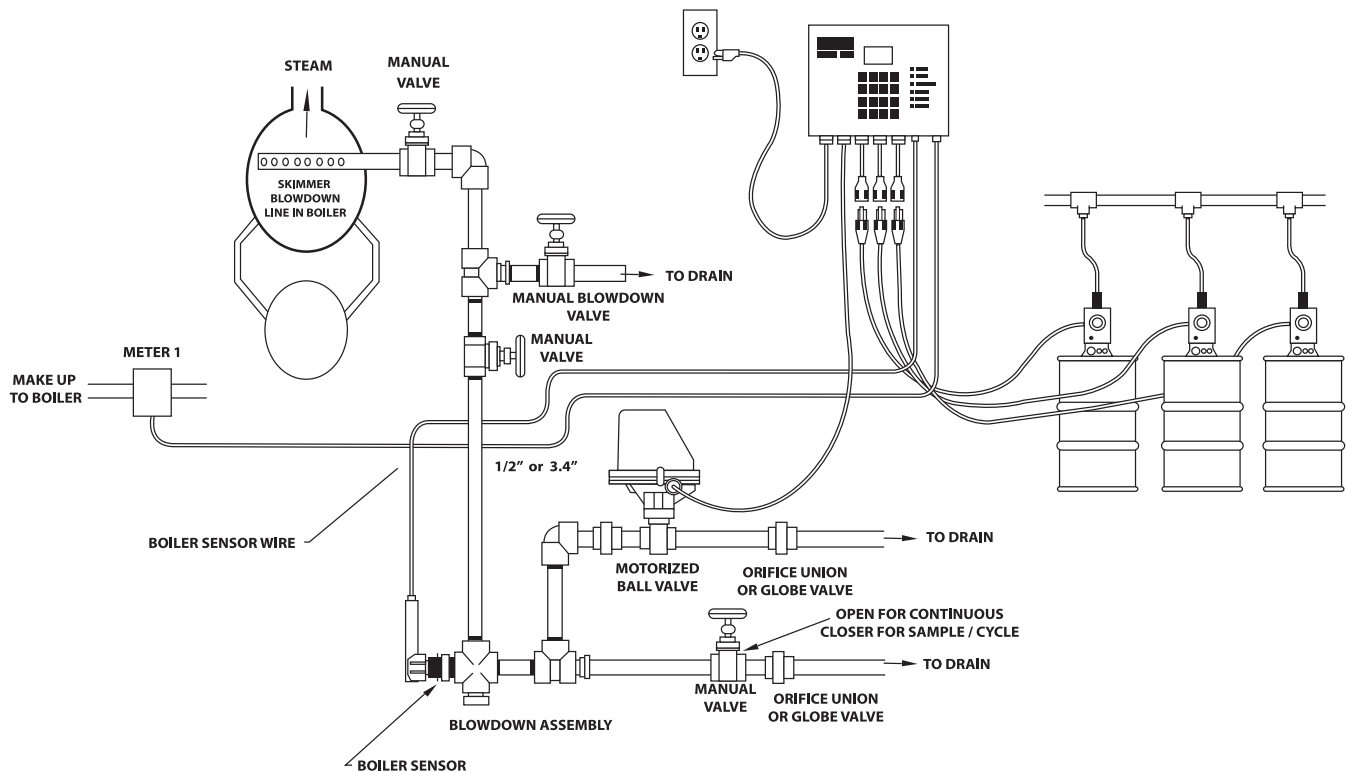 STEAM
MANUAL
VALVE
SKIMMER
BLOWDOWN
LINE IN BOILER
TO DRAIN
MANUAL BLOWDOWN
VALVE
MANUAL
VALVE
METER 1
MAKE UP
TO BOILER
1/2” or 3.4”
BOILER SENSOR WIRE
TO DRAIN
MOTORIZED
BALL VALVE
ORIFICE UNION
OR GLOBE VALVE
OPEN FOR CONTINUOUS
CLOSER FOR SAMPLE / CYCLE
TO DRAIN
MANUAL
VALVE
ORIFICE UNION
OR GLOBE VALVE
BLOWDOWN ASSEMBLY
BOILER SENSOR